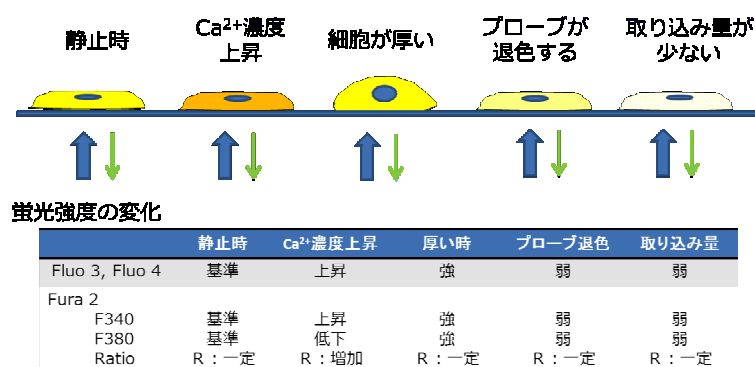 静止時
Ca²⁺濃度
上昇
細胞が厚い
プローブが
退色する
取り込み量が
少ない
蛍光強度の変化
静止時 Ca²⁺濃度上昇 厚い時 プローブ退色 取り込み量
Fluo 3, Fluo 4 基準 上昇 強 弱 弱
Fura 2
F340 基準 上昇 強 弱 弱
F380 基準 低下 強 弱 弱
Ratio R：一定 R：増加 R：一定 R：一定 R：一定